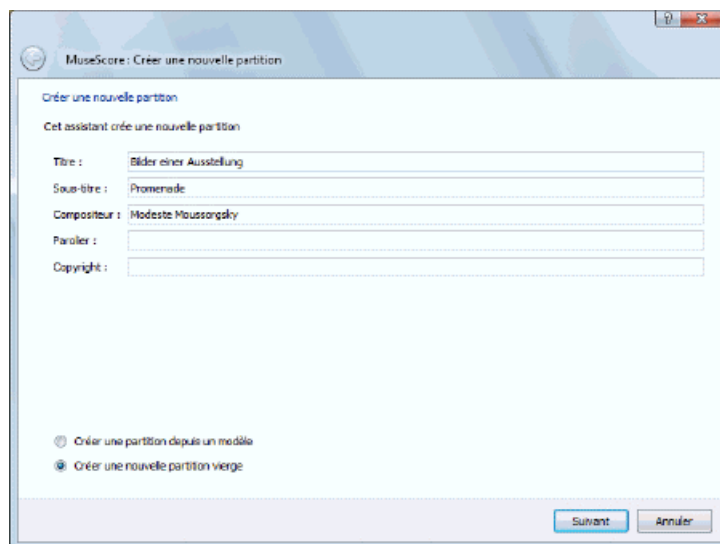 MuseScore : Créer une nouvelle partition
Créer une nouvelle partition
Cet assistant crée une nouvelle partition
Titre : Bilder einer Ausstellung
Sous-titre : Promenade
Compositeur : Modeste Moussorgsky
Parolier :
Copyright :
Créer une partition depuis un modèle
Créer une nouvelle partition vierge
Suivant Annuler